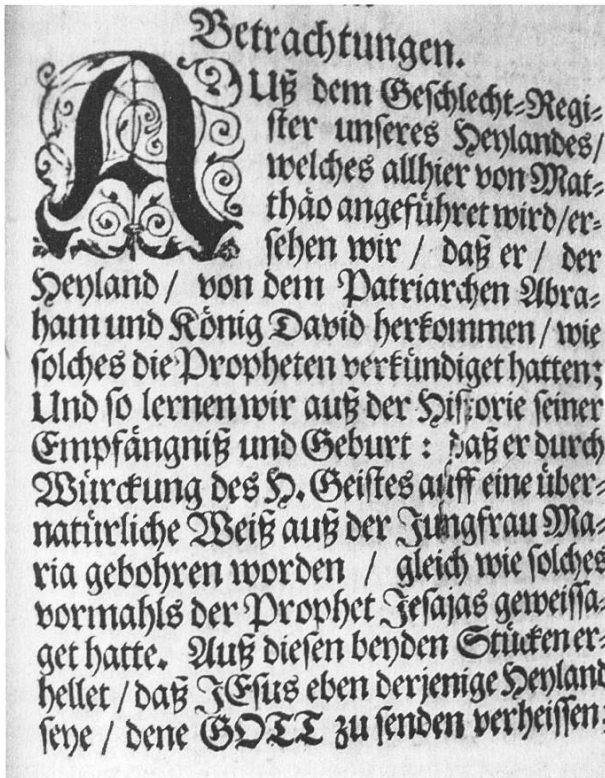 Betrachtungen.
AUß dem Geschlecht-Regi-
ster unseres Heylandes/
welches allhier von Mat-
thäo angeführet wird/er-
sehen wir / daß er / der
Heyland / von dem Patriarchen Abra-
ham und König David herkommen / wie
solches die Propheten verkündiget hatten;
Und so lernen wir auß der Historie seiner
Empfängniß und Geburt : daß er durch
Würckung des H. Geistes auff eine über-
natürliche Weiß auß der Jungfrau Ma-
ria gebohren worden / gleich wie solches
vormahls der Prophet Jesajas geweissa-
get hatte. Auß diesen beyden Stücken er-
hellet / daß JEsus eben derjenige Heyland
seye / dene GOTT zu senden verheissen;